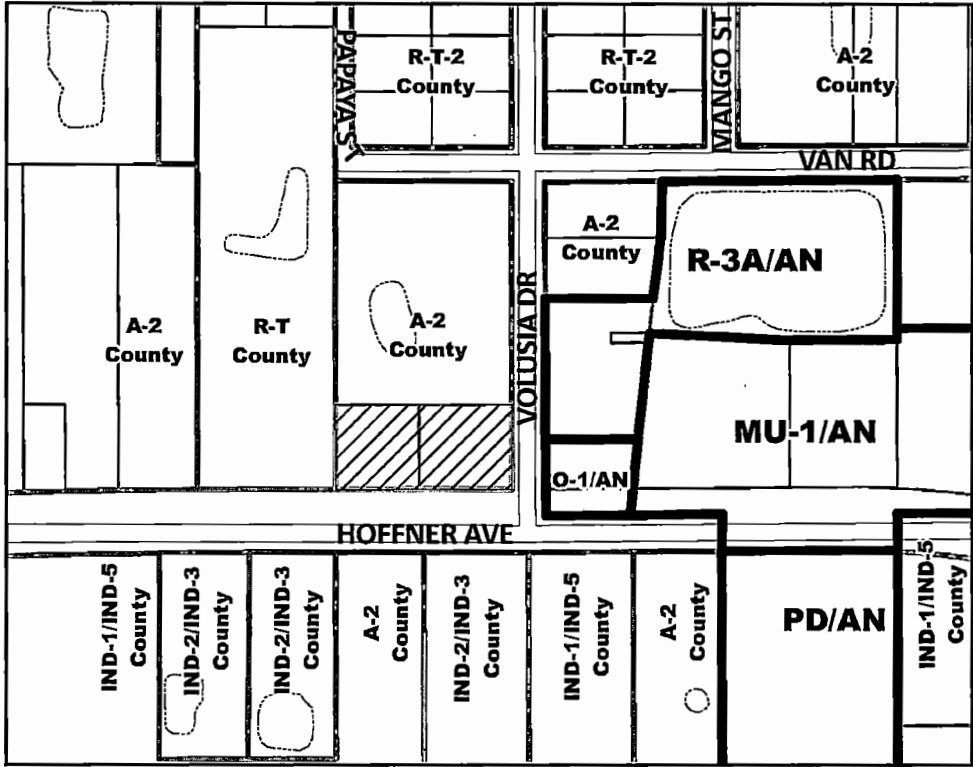 PAPAYA ST
R-T-2
County
R-T-2
County
MANGO ST
A-2
County
VAN RD
A-2
County
R-3A/AN
VOLUSIA DR
A-2
County
R-T
County
A-2
County
MU-1/AN
O-1/AN
HOFFNER AVE
IND-1/IND-5
County
IND-2/IND-3
County
IND-2/IND-3
County
A-2
County
IND-2/IND-3
County
IND-1/IND-5
County
A-2
County
PD/AN
IND-1/IND-5
County